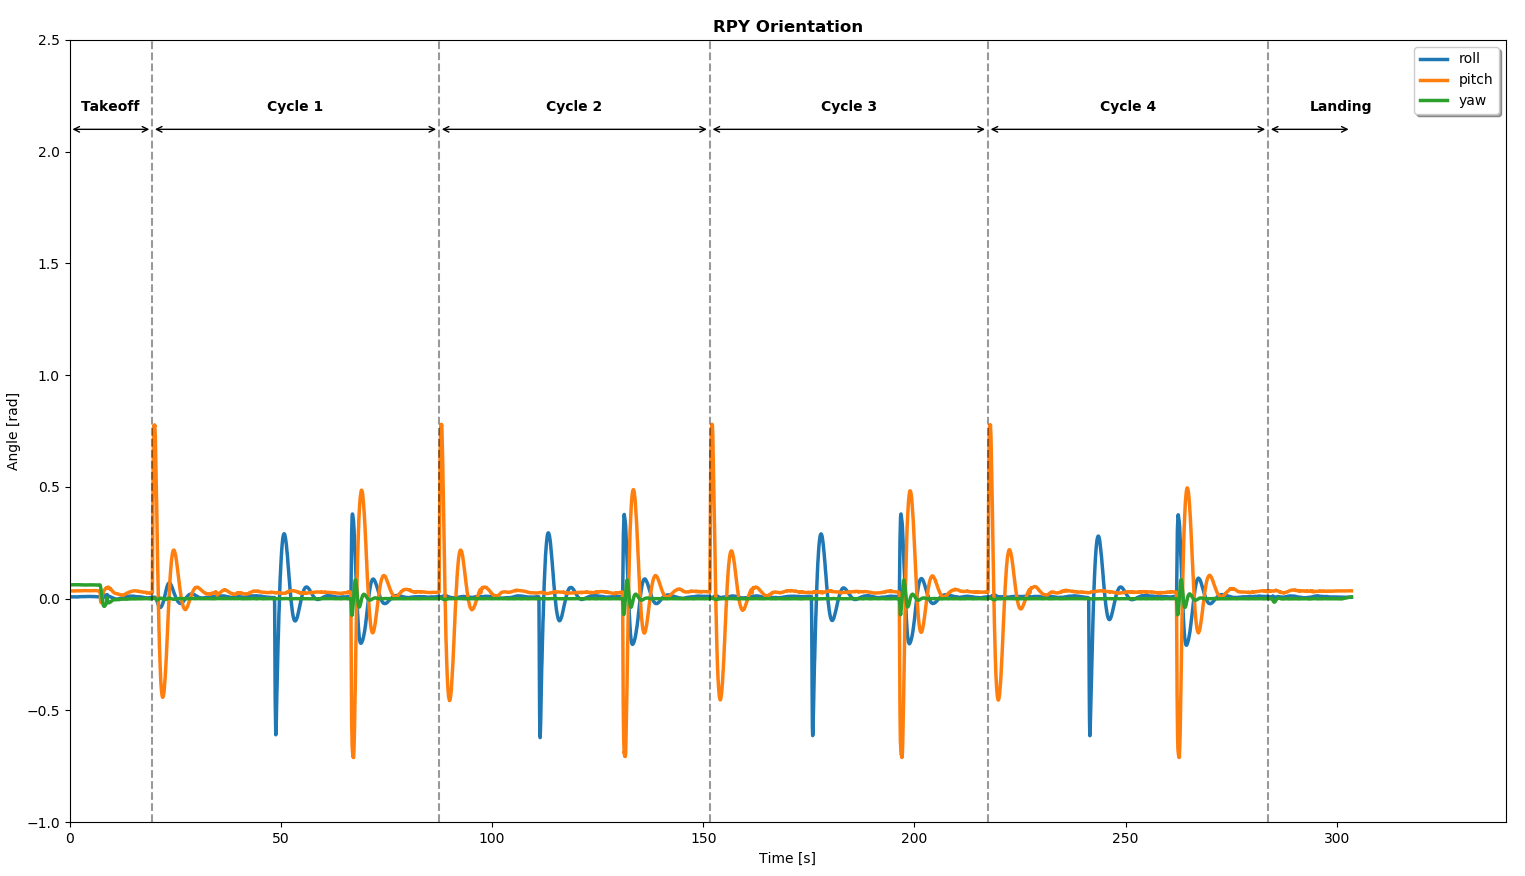 RPY Orientation
roll
pitch
yaw
Takeoff
Cycle 1
Cycle 2
Cycle 3
Cycle 4
Landing
Angle [rad]
2.5
2.0
1.5
1.0
0.5
0.0
−0.5
−1.0
0
50
100
150
200
250
300
Time [s]